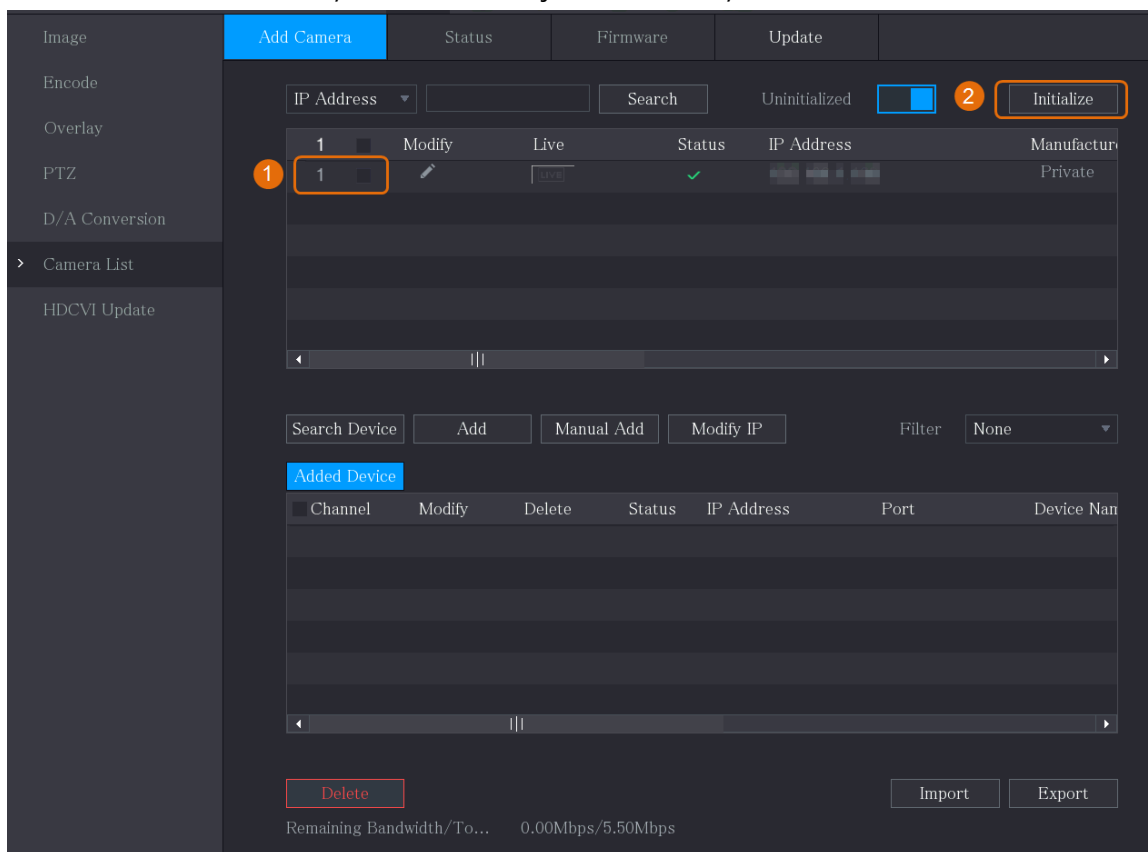 Image
Encode
Overlay
PTZ
D/A Conversion
Camera List
HDCVI Update
Add Camera Status Firmware Update
IP Address Search Uninitialized 2 Initialize
1 Modify Live Status IP Address Manufactur
1 1 LIVE Private
Search Device Add Manual Add Modify IP Filter None
Added Device
Channel Modify Delete Status IP Address Port Device Nam
Delete Import Export
Remaining Bandwidth/To... 0.00Mbps/5.50Mbps